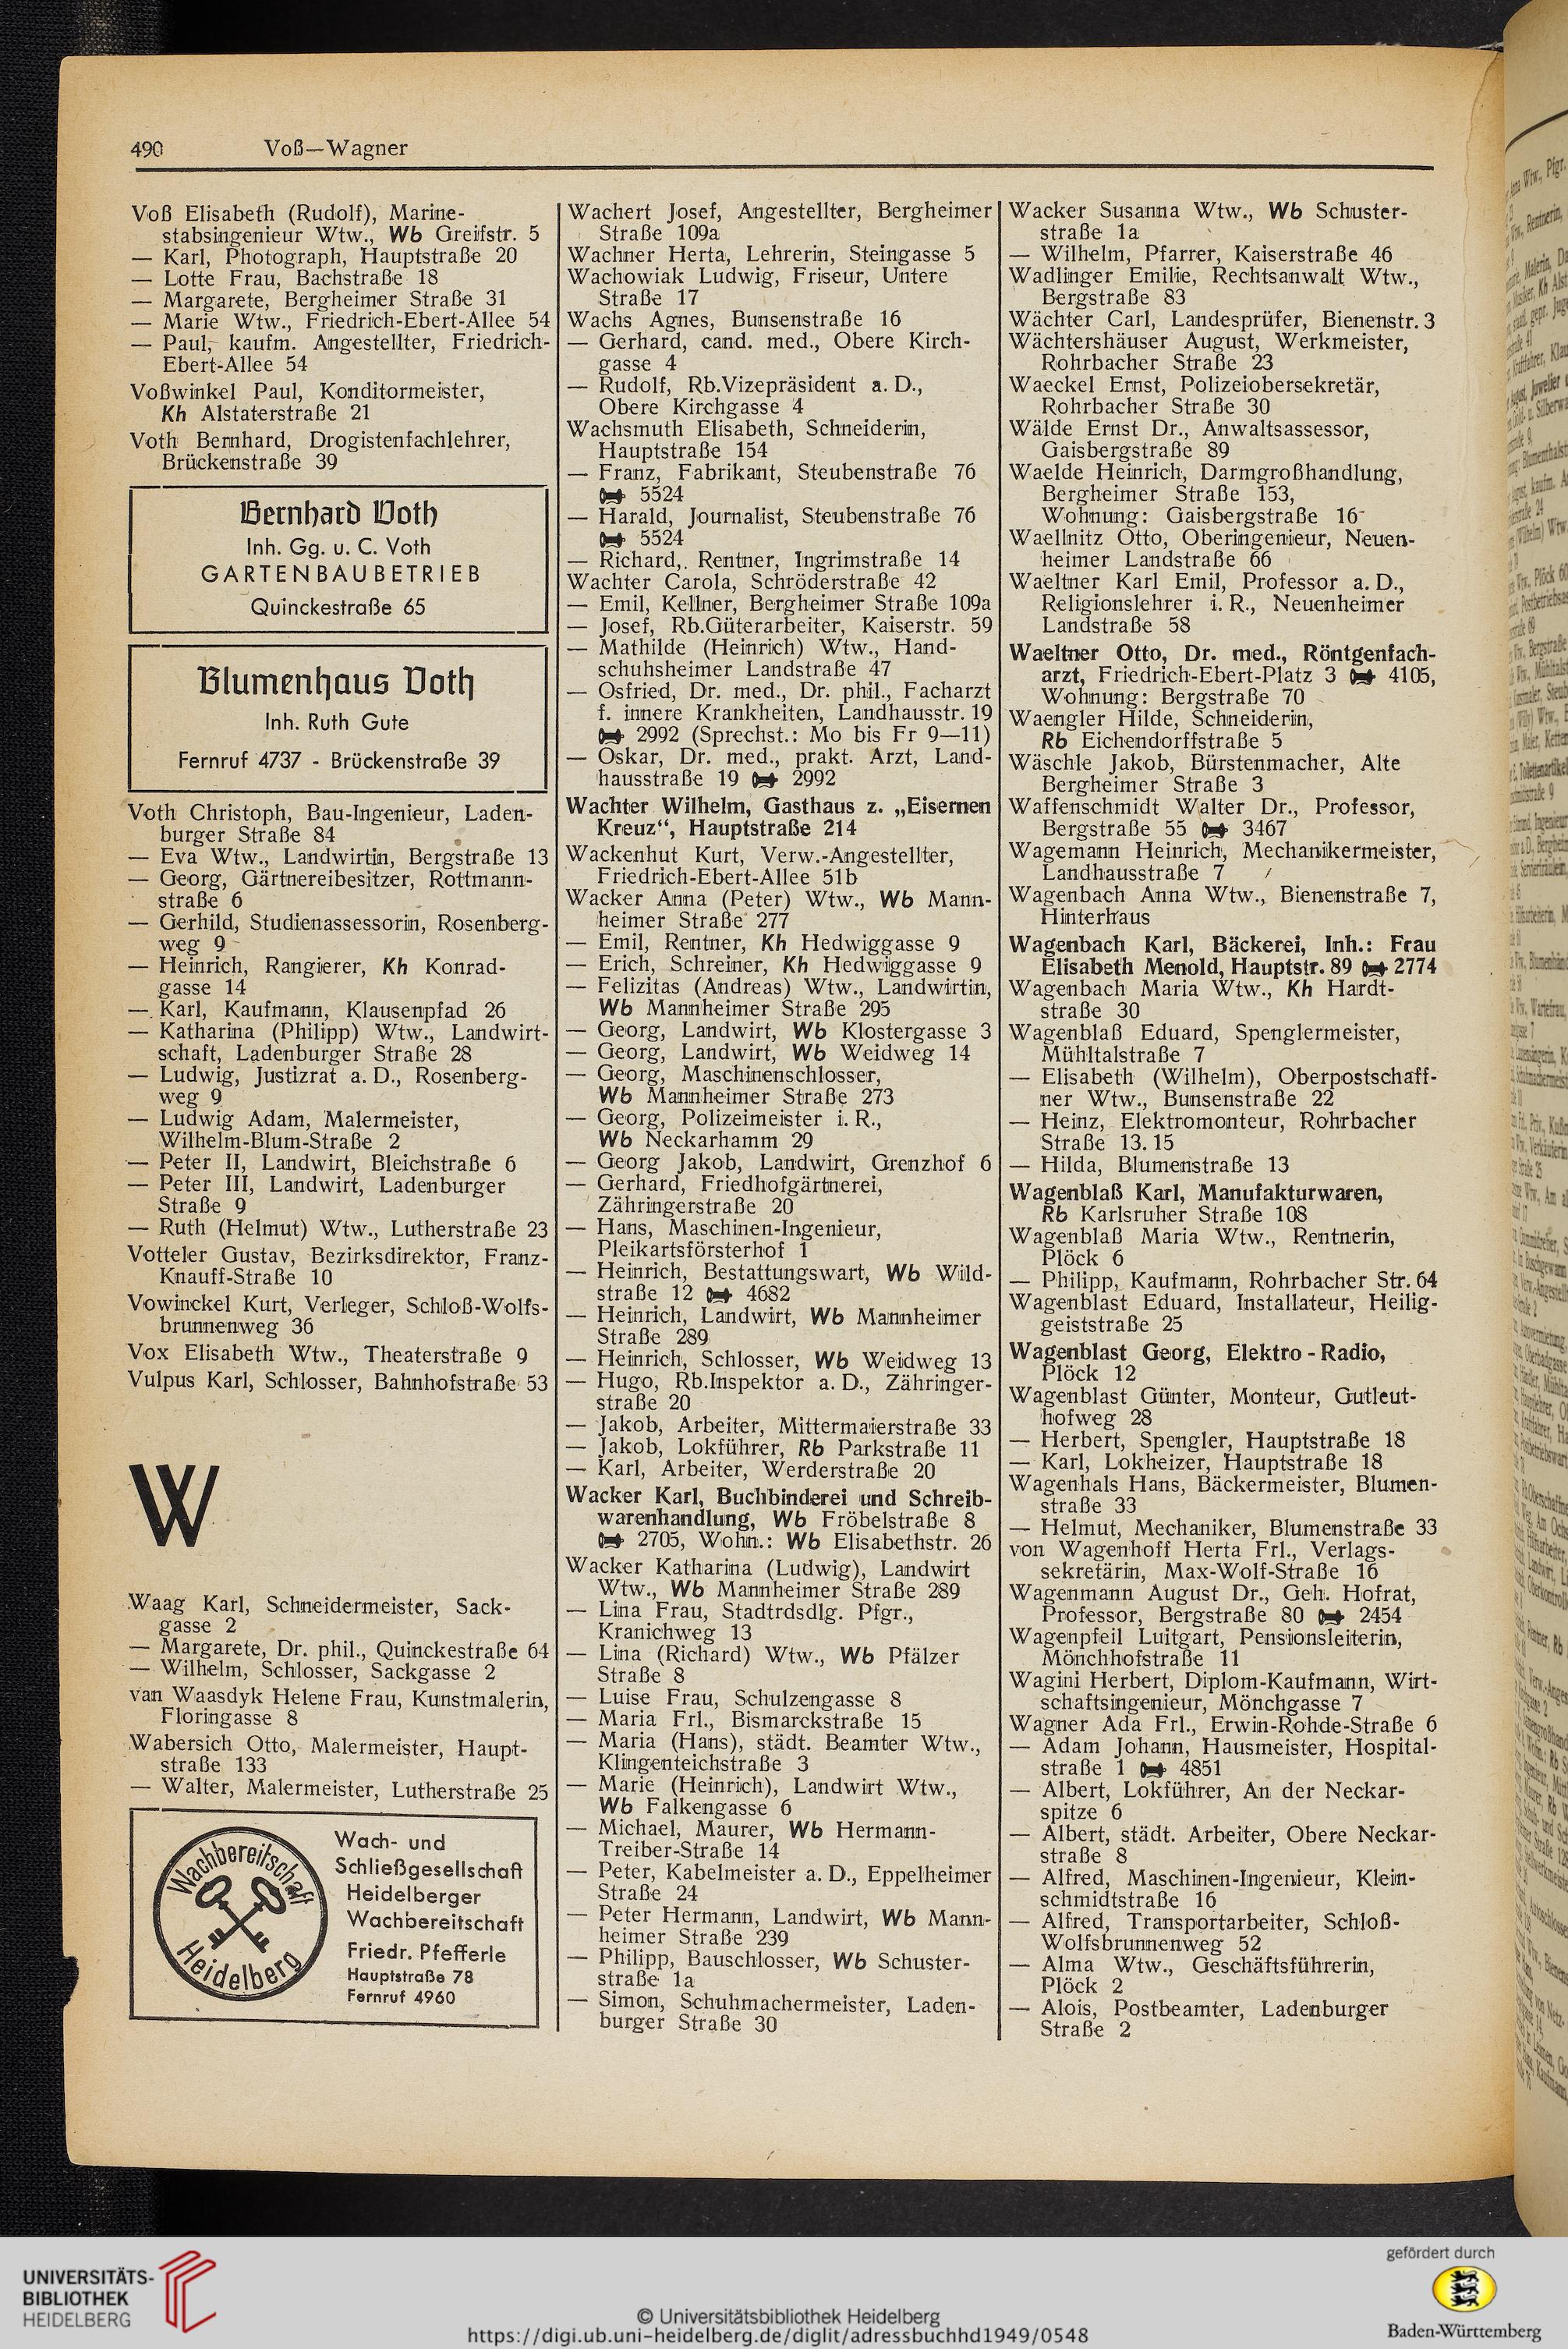 490 Voß—Wagner
Voß Elisabeth (Rudolf), Marine-
stabsingenieur Wtw., Wb Greifstr. 5
— Karl, Photograph, Hauptstraße 20
— Lotte Frau, Bachstraße 18
— Margarete, Bergheimer Straße 31
— Marie Wtw., Friedrich-Ebert-Allee 54
— Paul, kaufm. Angestellter, Friedrich-
Ebert-Allee 54
Voßwinkel Paul, Konditormeister,
Kh Alstaterstraße 21
Voth Bernhard, Drogistenfachlehrer,
Brückenstraße 39
Bernhard Voth
Inh. Gg. u. C. Voth
GARTENBAUBETRIEB
Quinckestraße 65
Blumenhaus Voth
Inh. Ruth Gute
Fernruf 4737 - Brückenstraße 39
Voth Christoph, Bau-Ingenieur, Laden-
burger Straße 84
— Eva Wtw., Landwirtin, Bergstraße 13
— Georg, Gärtnereibesitzer, Rottmann-
straße 6
— Gerhild, Studienassessorin, Rosenberg-
weg 9
— Heinrich, Rangierer, Kh Konrad-
gasse 14
— Karl, Kaufmann, Klausenpfad 26
— Katharina (Philipp) Wtw., Landwirt-
schaft, Ladenburger Straße 28
— Ludwig, Justizrat a. D., Rosenberg-
weg 9
— Ludwig Adam, Malermeister,
Wilhelm-Blum-Straße 2
— Peter II, Landwirt, Bleichstraße 6
— Peter III, Landwirt, Ladenburger
Straße 9
— Ruth (Helmut) Wtw., Lutherstraße 23
Votteler Gustav, Bezirksdirektor, Franz-
Knauff-Straße 10
Vowinckel Kurt, Verleger, Schloß-Wolfs-
brunnenweg 36
Vox Elisabeth Wtw., Theaterstraße 9
Vulpus Karl, Schlosser, Bahnhofstraße 53
W
Waag Karl, Schneidermeister, Sack-
gasse 2
— Margarete, Dr. phil., Quinckestraße 64
— Wilhelm, Schlosser, Sackgasse 2
van Waasdyk Helene Frau, Kunstmalerin,
Floringasse 8
Wabersich Otto, Malermeister, Haupt-
straße 133
— Walter, Malermeister, Lutherstraße 25
Wachbereitschaft
Heidelberg
Wach- und
Schließgesellschaft
Heidelberger
Wachbereitschaft
Friedr. Pfefferle
Hauptstraße 78
Fernruf 4960
Wachert Josef, Angestellter, Bergheimer
Straße 109a
Wachner Herta, Lehrerin, Steingasse 5
Wachowiak Ludwig, Friseur, Untere
Straße 17
Wachs Agnes, Bunsenstraße 16
— Gerhard, cand. med., Obere Kirch-
gasse 4
— Rudolf, Rb.Vizepräsident a. D.,
Obere Kirchgasse 4
Wachsmuth Elisabeth, Schneiderin,
Hauptstraße 154
— Franz, Fabrikant, Steubenstraße 76
5524
— Harald, Journalist, Steubenstraße 76
5524
— Richard, Rentner, Ingrimstraße 14
Wachter Carola, Schröderstraße 42
— Emil, Kellner, Bergheimer Straße 109a
— Josef, Rb.Güterarbeiter, Kaiserstr. 59
— Mathilde (Heinrich) Wtw., Hand-
schuhsheimer Landstraße 47
— Osfried, Dr. med., Dr. phil., Facharzt
f. innere Krankheiten, Landhausstr. 19
2992 (Sprechst.: Mo bis Fr 9—11)
— Oskar, Dr. med., prakt. Arzt, Land-
hausstraße 19 2992
Wachter Wilhelm, Gasthaus z. „Eisernen
Kreuz“, Hauptstraße 214
Wackenhut Kurt, Verw.-Angestellter,
Friedrich-Ebert-Allee 51b
Wacker Anna (Peter) Wtw., Wb Mann-
heimer Straße 277
— Emil, Rentner, Kh Hedwiggasse 9
— Erich, Schreiner, Kh Hedwiggasse 9
— Felizitas (Andreas) Wtw., Landwirtin,
Wb Mannheimer Straße 295
— Georg, Landwirt, Wb Klostergasse 3
— Georg, Landwirt, Wb Weidweg 14
— Georg, Maschinenschlosser,
Wb Mannheimer Straße 273
— Georg, Polizeimeister i. R.,
Wb Neckarhamm 29
— Georg Jakob, Landwirt, Grenzhof 6
— Gerhard, Friedhofgärtnerei,
Zähringerstraße 20
— Hans, Maschinen-Ingenieur,
Pleikartsförsterhof 1
— Heinrich, Bestattungswart, Wb Wild-
straße 12 4682
— Heinrich, Landwirt, Wb Mannheimer
Straße 289
— Heinrich, Schlosser, Wb Weidweg 13
— Hugo, Rb.Inspektor a. D., Zähringer-
straße 20
— Jakob, Arbeiter, Mittermaierstraße 33
— Jakob, Lokführer, Rb Parkstraße 11
— Karl, Arbeiter, Werderstraße 20
Wacker Karl, Buchbinderei und Schreib-
warenhandlung, Wb Fröbelstraße 8
2705, Wohn.: Wb Elisabethstr. 26
Wacker Katharina (Ludwig), Landwirt
Wtw., Wb Mannheimer Straße 289
— Lina Frau, Stadtrdsdlg. Pfgr.,
Kranichweg 13
— Lina (Richard) Wtw., Wb Pfälzer
Straße 8
— Luise Frau, Schulzengasse 8
— Maria Frl., Bismarckstraße 15
— Maria (Hans), städt. Beamter Wtw.,
Klingenteichstraße 3
— Marie (Heinrich), Landwirt Wtw.,
Wb Falkengasse 6
— Michael, Maurer, Wb Hermann-
Treiber-Straße 14
— Peter, Kabelmeister a. D., Eppelheimer
Straße 24
— Peter Hermann, Landwirt, Wb Mann-
heimer Straße 239
— Philipp, Bauschlosser, Wb Schuster-
straße 1a
— Simon, Schuhmachermeister, Laden-
burger Straße 30
Wacker Susanna Wtw., Wb Schuster-
straße 1a
— Wilhelm, Pfarrer, Kaiserstraße 46
Wadlinger Emilie, Rechtsanwalt Wtw.,
Bergstraße 83
Wächter Carl, Landesprüfer, Bienenstr. 3
Wächtershäuser August, Werkmeister,
Rohrbacher Straße 23
Waeckel Ernst, Polizeiobersekretär,
Rohrbacher Straße 30
Wälde Ernst Dr., Anwaltsassessor,
Gaisbergstraße 89
Waelde Heinrich, Darmgroßhandlung,
Bergheimer Straße 153,
Wohnung: Gaisbergstraße 16
Waellnitz Otto, Oberingenieur, Neuen-
heimer Landstraße 66
Waeltner Karl Emil, Professor a. D.,
Religionslehrer i. R., Neuenheimer
Landstraße 58
Waeltner Otto, Dr. med., Röntgenfach-
arzt, Friedrich-Ebert-Platz 3 4105,
Wohnung: Bergstraße 70
Waengler Hilde, Schneiderin,
Rb Eichendorffstraße 5
Wäschle Jakob, Bürstenmacher, Alte
Bergheimer Straße 3
Waffenschmidt Walter Dr., Professor,
Bergstraße 55 3467
Wagemann Heinrich, Mechanikermeister,
Landhausstraße 7
Wagenbach Anna Wtw., Bienenstraße 7,
Hinterhaus
Wagenbach Karl, Bäckerei, Inh.: Frau
Elisabeth Menold, Hauptstr. 89 2774
Wagenbach Maria Wtw., Kh Hardt-
straße 30
Wagenblaß Eduard, Spenglermeister,
Mühltalstraße 7
— Elisabeth (Wilhelm), Oberpostschaff-
ner Wtw., Bunsenstraße 22
— Heinz, Elektromonteur, Rohrbacher
Straße 13. 15
— Hilda, Blumenstraße 13
Wagenblaß Karl, Manufakturwaren,
Rb Karlsruher Straße 108
Wagenblaß Maria Wtw., Rentnerin,
Plöck 6
— Philipp, Kaufmann, Rohrbacher Str. 64
Wagenblast Eduard, Installateur, Heilig-
geiststraße 25
Wagenblast Georg, Elektro-Radio,
Plöck 12
Wagenblast Günter, Monteur, Gutleut-
hofweg 28
— Herbert, Spengler, Hauptstraße 18
— Karl, Lokheizer, Hauptstraße 18
Wagenhals Hans, Bäckermeister, Blumen-
straße 33
— Helmut, Mechaniker, Blumenstraße 33
von Wagenhoff Herta Frl., Verlags-
sekretärin, Max-Wolf-Straße 16
Wagenmann August Dr., Geh. Hofrat,
Professor, Bergstraße 80 2454
Wagenpfeil Luitgart, Pensionsleiterin,
Mönchhofstraße 11
Wagini Herbert, Diplom-Kaufmann, Wirt-
schaftsingenieur, Mönchgasse 7
Wagner Ada Frl., Erwin-Rohde-Straße 6
— Adam Johann, Hausmeister, Hospital-
straße 1 4851
— Albert, Lokführer, An der Neckar-
spitze 6
— Albert, städt. Arbeiter, Obere Neckar-
straße 8
— Alfred, Maschinen-Ingenieur, Klein-
schmidtstraße 16
— Alfred, Transportarbeiter, Schloß-
Wolfsbrunnenweg 52
— Alma Wtw., Geschäftsführerin,
Plöck 2
— Alois, Postbeamter, Ladenburger
Straße 2
UNIVERSITÄTS-
BIBLIOTHEK
HEIDELBERG
© Universitätsbibliothek Heidelberg
https://digi.ub.uni-heidelberg.de/diglit/adressbuchhd1949/0548
gefördert durch
Baden-Württemberg